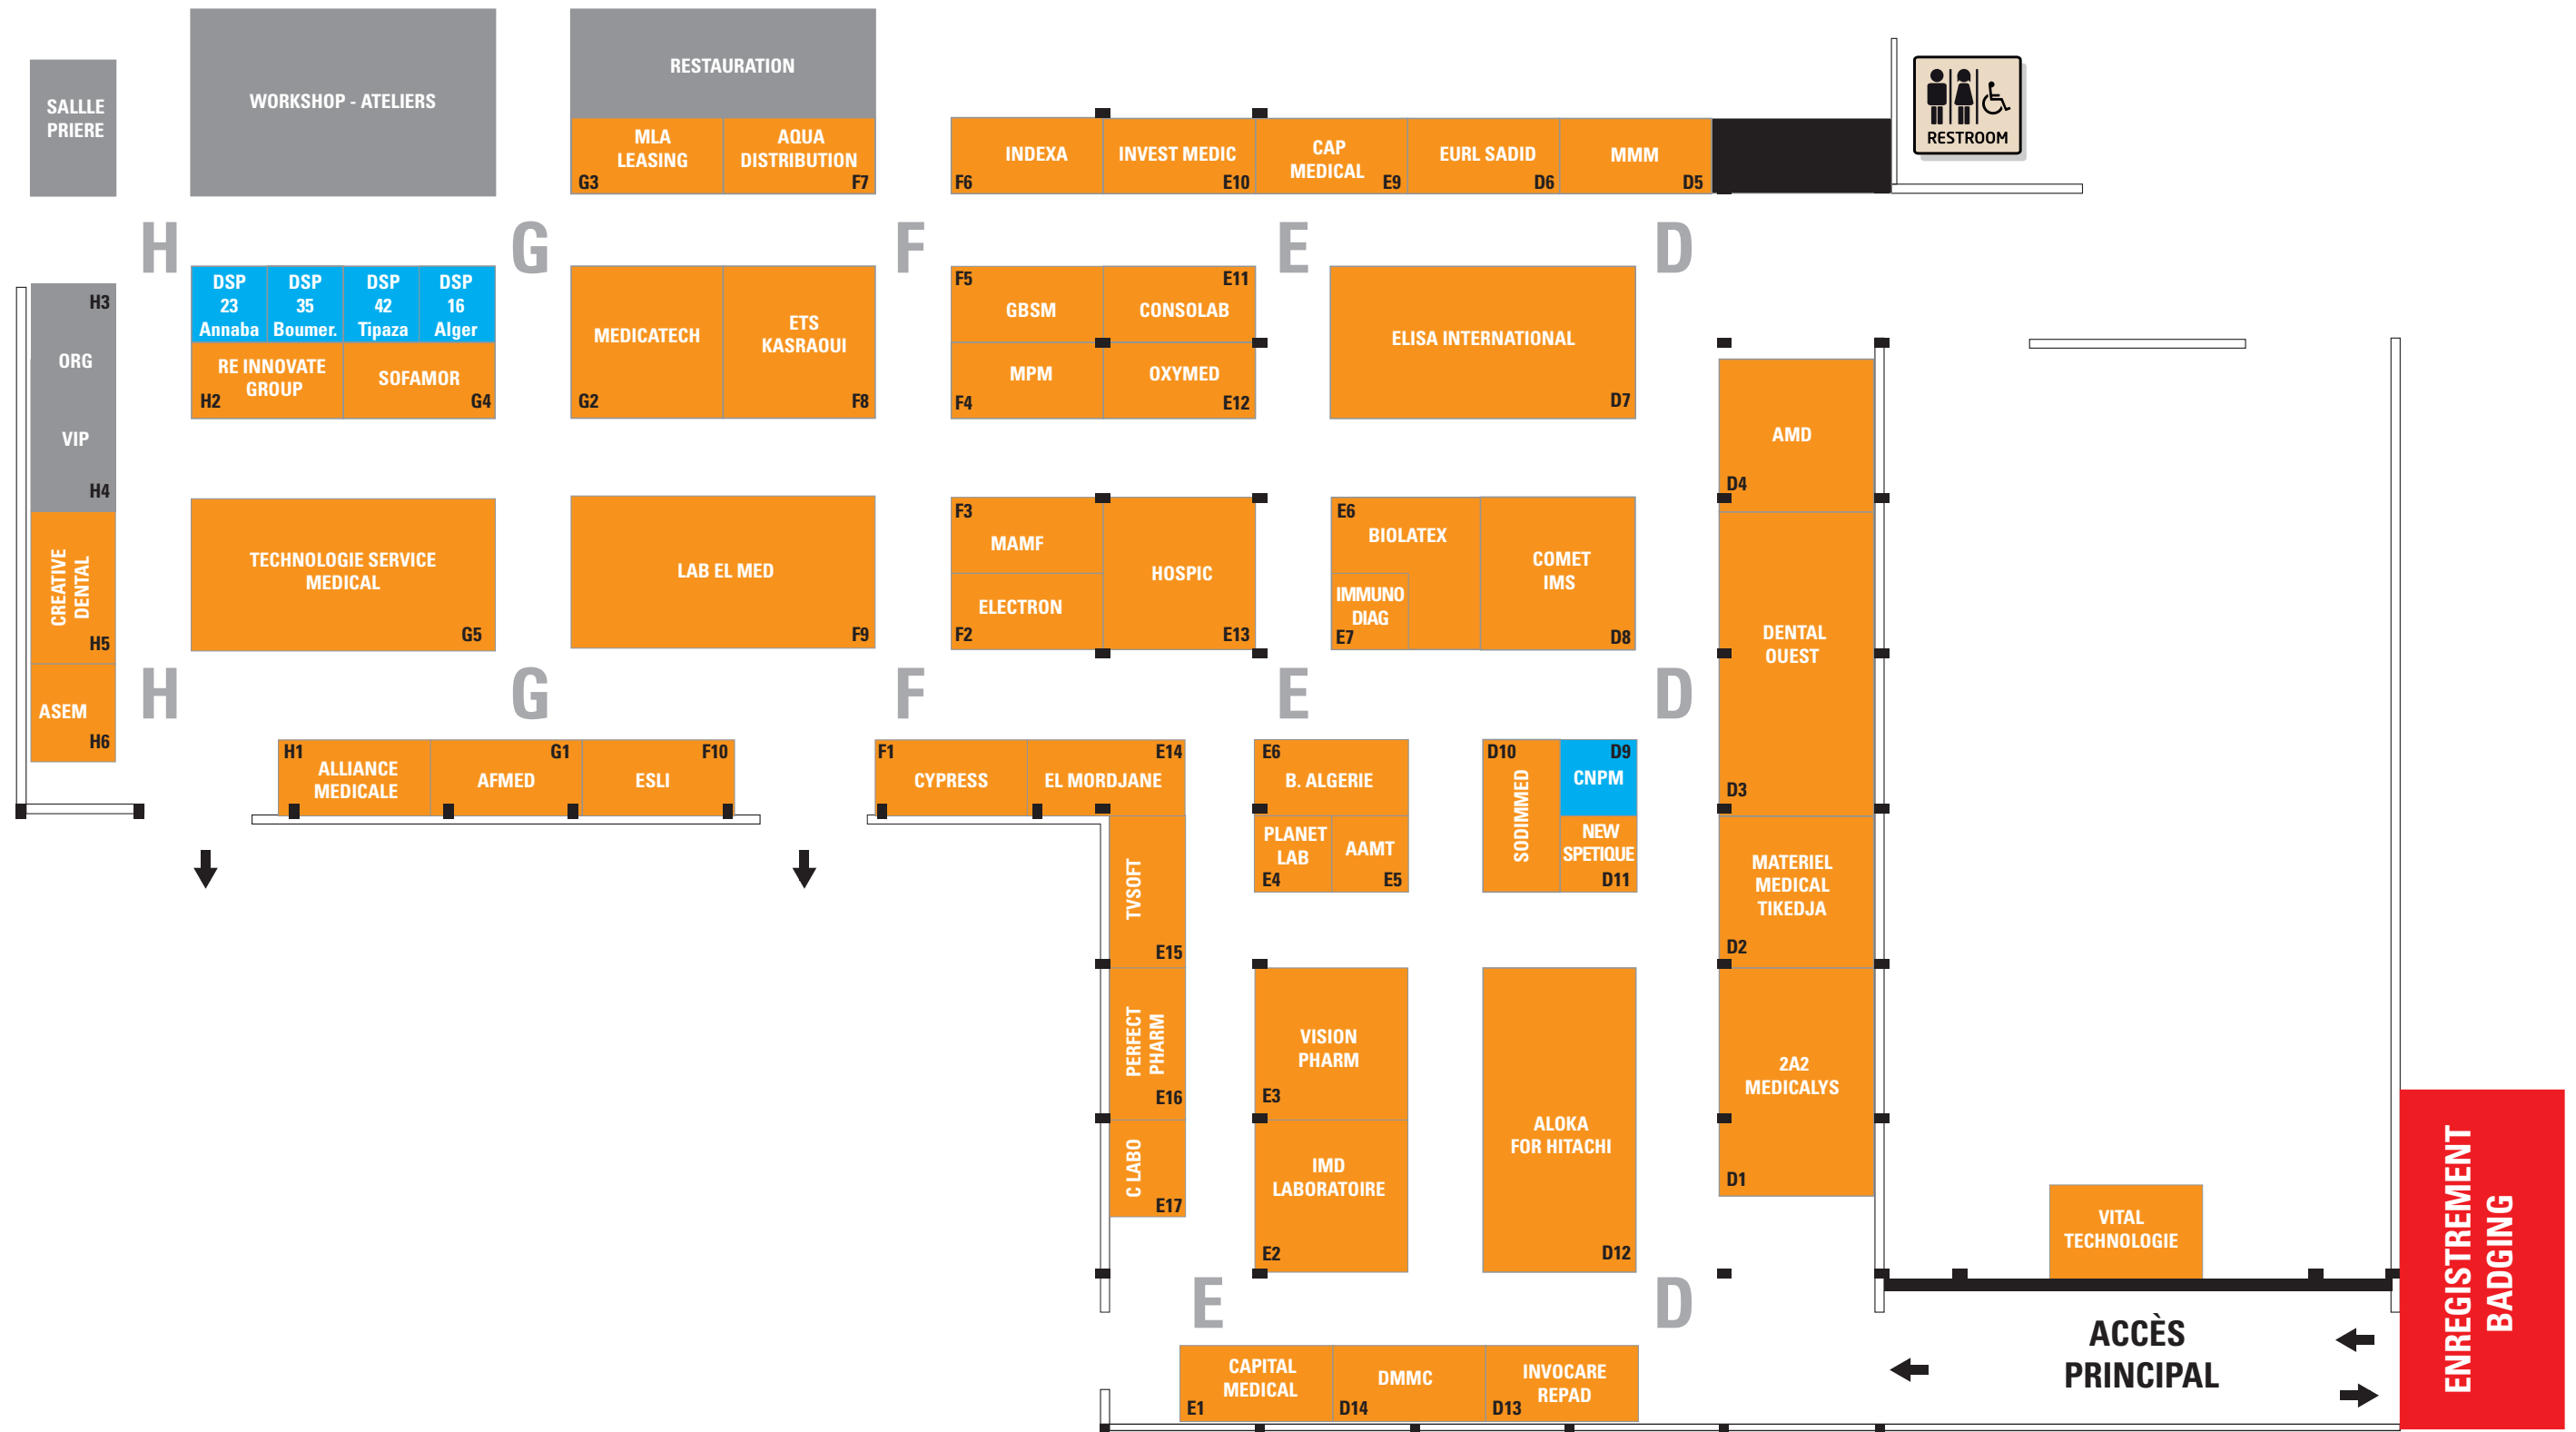 SALLLE
PRIERE
WORKSHOP - ATELIERS
RESTAURATION
MLA
LEASING
G3
AQUA
DISTRIBUTION
F7
INDEXA
F6
INVEST MEDIC
E10
CAP
MEDICAL
E9
EURL SADID
D6
MMM
D5
RESTROOM
H
G
F
E
D
H3
ORG
VIP
H4
CREATIVE
DENTAL
H5
ASEM
H6
DSP
23
Annaba
DSP
35
Boumer.
DSP
42
Tipaza
DSP
16
Alger
RE INNOVATE
GROUP
H2
SOFAMOR
G4
MEDICATECH
G2
ETS
KASRAOUI
F8
F5
GBSM
E11
CONSOLAB
MPM
F4
OXYMED
E12
ELISA INTERNATIONAL
D7
AMD
D4
TECHNOLOGIE SERVICE
MEDICAL
G5
LAB EL MED
F9
F3
MAMF
ELECTRON
F2
HOSPIC
E13
E6
BIOLATEX
IMMUNO
DIAG
E7
COMET
IMS
D8
DENTAL
OUEST
D3
H
G
F
E
D
H1
ALLIANCE
MEDICALE
G1
AFMED
F10
ESLI
F1
CYPRESS
E14
EL MORDJANE
E6
B. ALGERIE
PLANET
LAB
E4
AAMT
E5
D10
SODIMMED
D9
CNPM
NEW
SPETIQUE
D11
MATERIEL
MEDICAL
TIKEDJA
D2
TVSOFT
E15
PERFECT
PHARM
E16
C LABO
E17
VISION
PHARM
E3
IMD
LABORATOIRE
E2
ALOKA
FOR HITACHI
D12
2A2
MEDICALYS
D1
VITAL
TECHNOLOGIE
ENREGISTREMENT
BADGING
E
D
ACCÈS
PRINCIPAL
CAPITAL
MEDICAL
E1
DMMC
D14
INVOCARE
REPAD
D13